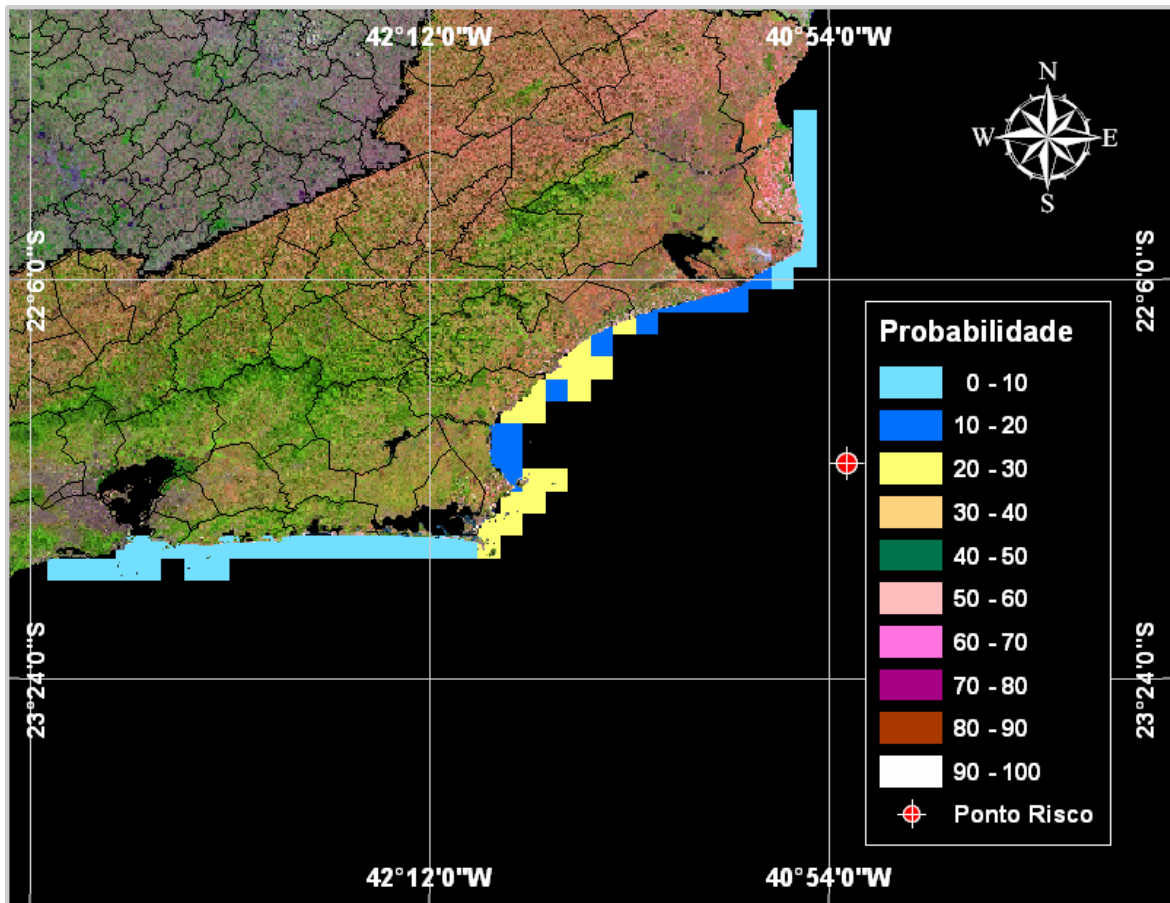 42°12'0"W
40°54'0"W
N
W
E
S
22°6'0"S
22°6'0"S
Probabilidade
0 - 10
10 - 20
20 - 30
30 - 40
40 - 50
50 - 60
60 - 70
70 - 80
80 - 90
90 - 100
Ponto Risco
23°24'0"S
23°24'0"S
42°12'0"W
40°54'0"W